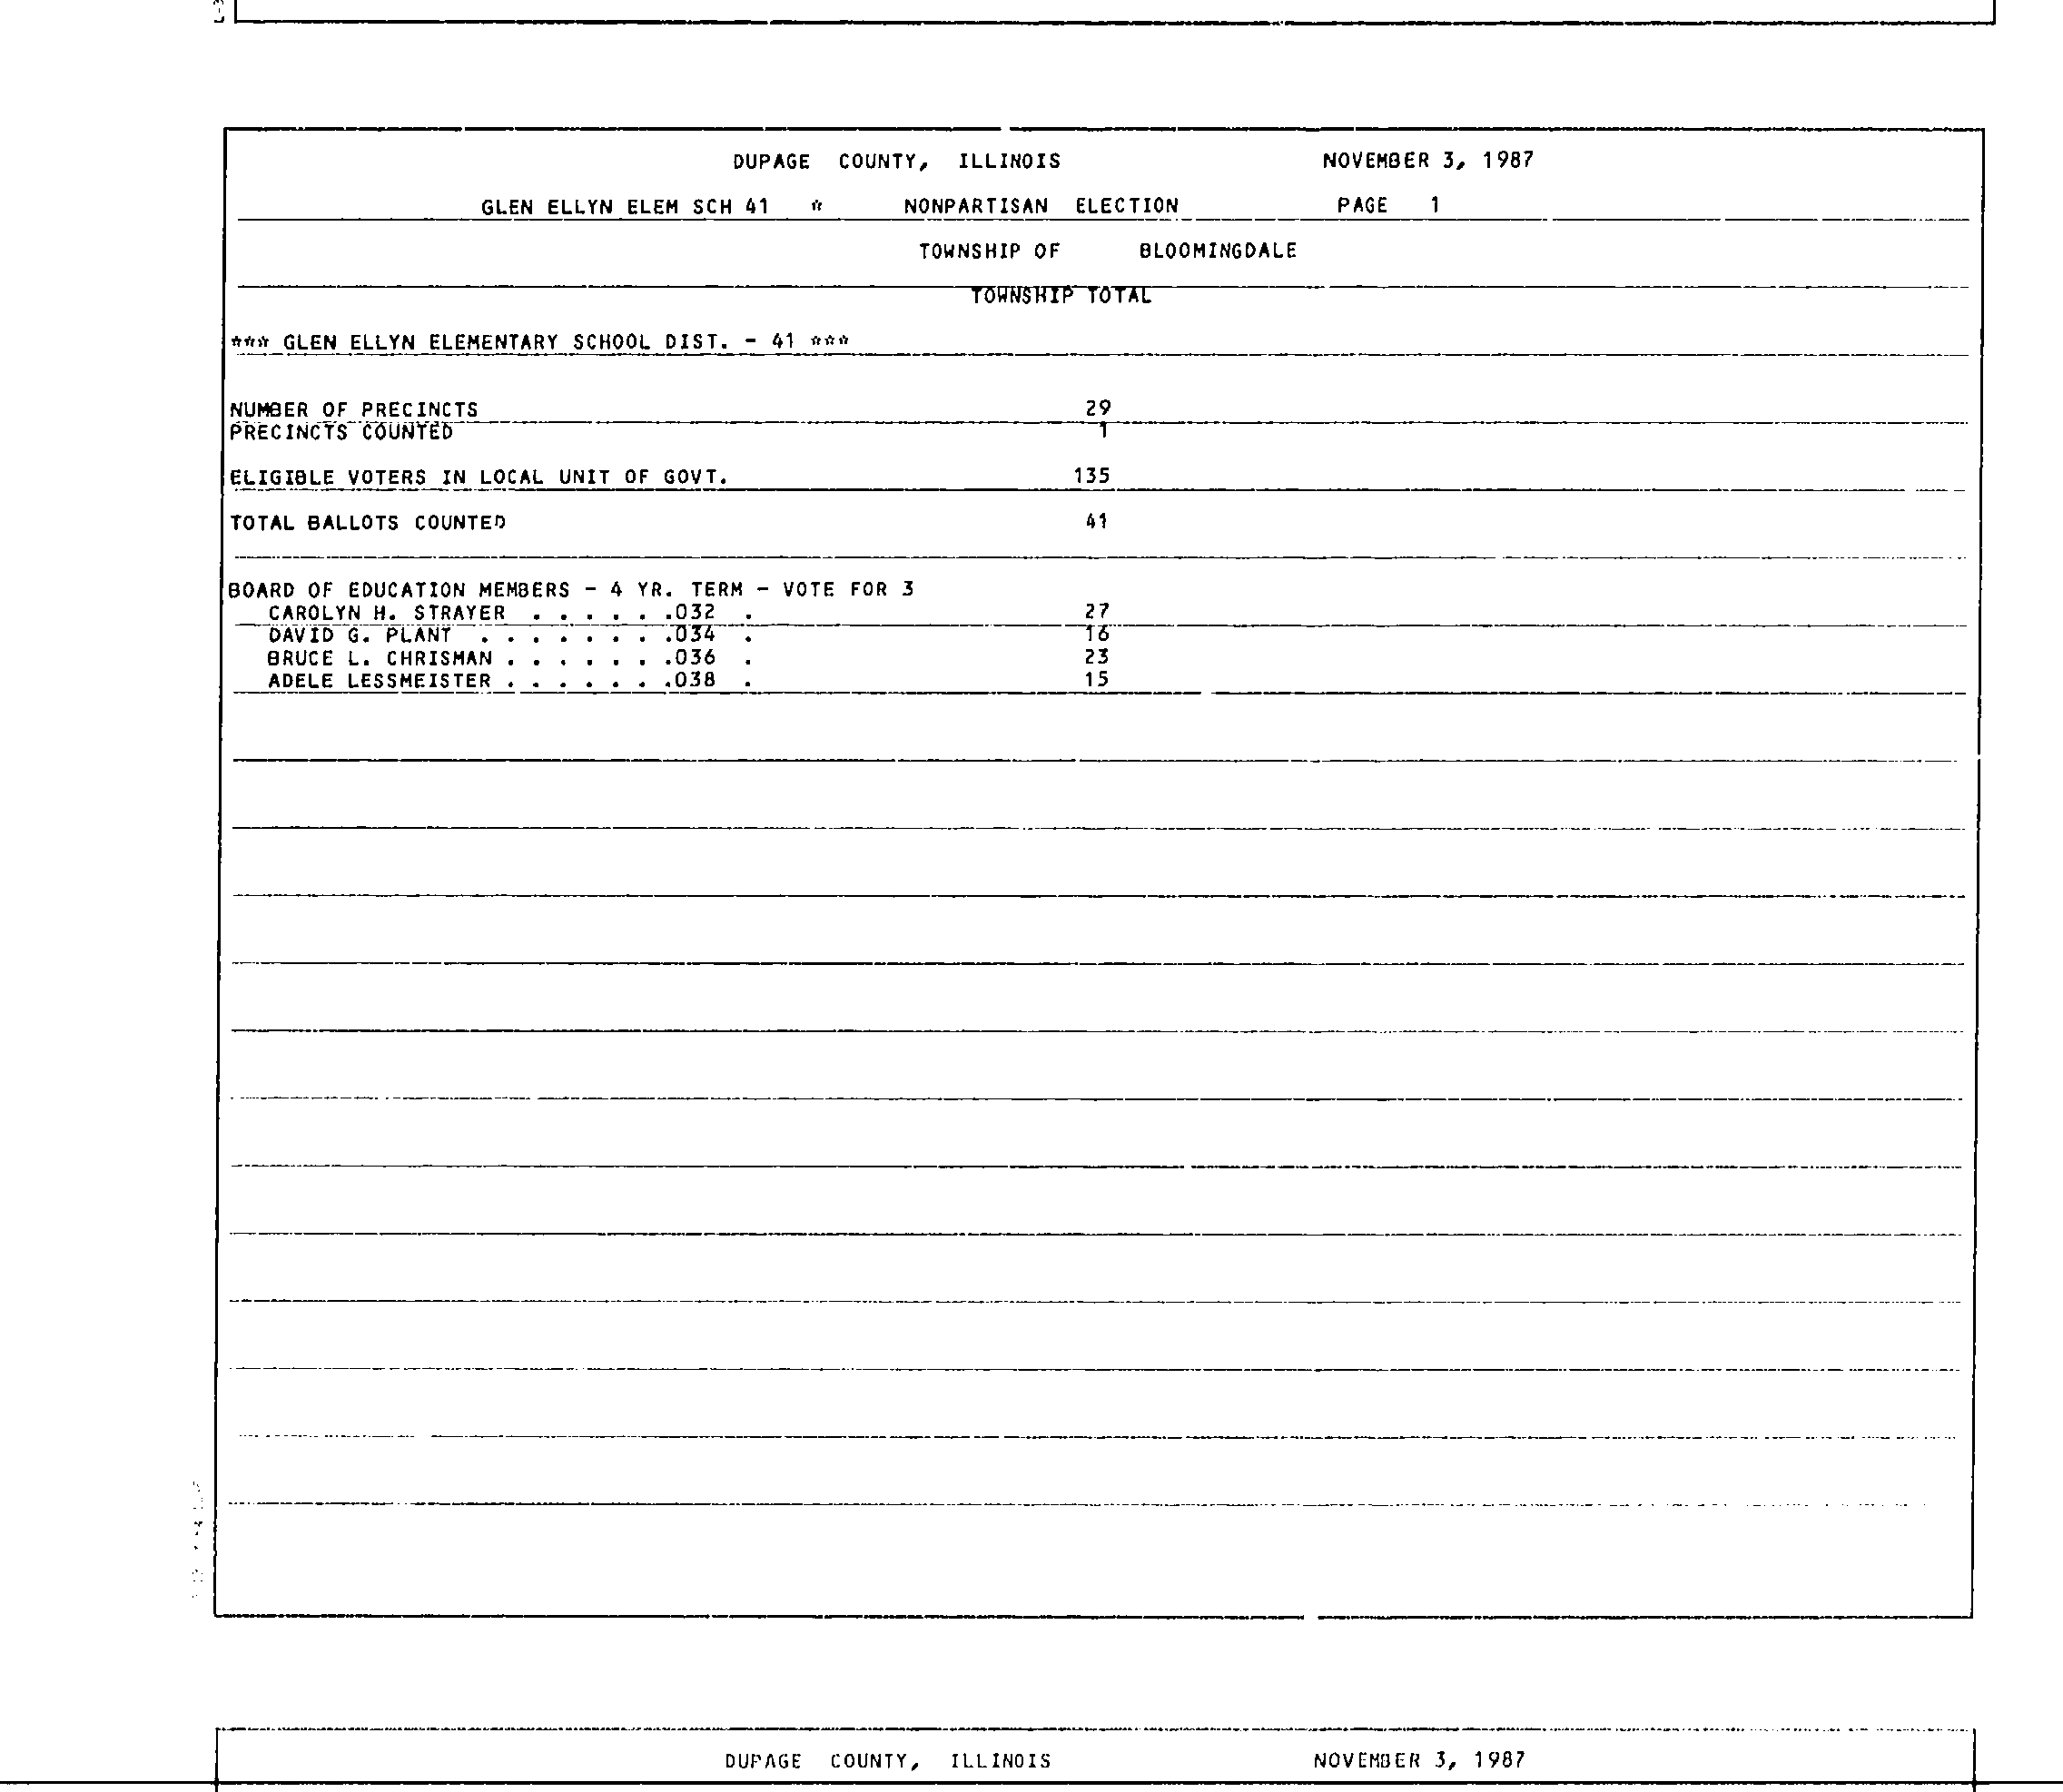 DUPAGE COUNTY, ILLINOIS NOVEMBER 3, 1987
GLEN ELLYN ELEM SCH 41 * NONPARTISAN ELECTION PAGE 1
TOWNSHIP OF BLOOMINGDALE
TOWNSHIP TOTAL
*** GLEN ELLYN ELEMENTARY SCHOOL DIST. - 41 ***
NUMBER OF PRECINCTS 29
PRECINCTS COUNTED 1
ELIGIBLE VOTERS IN LOCAL UNIT OF GOVT. 135
TOTAL BALLOTS COUNTED 41
BOARD OF EDUCATION MEMBERS - 4 YR. TERM - VOTE FOR 3
CAROLYN H. STRAYER . . . . . .032 . 27
DAVID G. PLANT . . . . . . . .034 . 16
BRUCE L. CHRISMAN . . . . . . .036 . 23
ADELE LESSMEISTER . . . . . . .038 . 15
DUPAGE COUNTY, ILLINOIS NOVEMBER 3, 1987